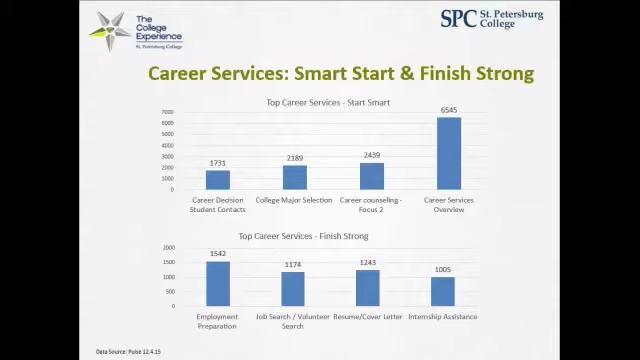 The
College
Experience
St. Petersburg College
SPC St. Petersburg
College
Career Services: Smart Start & Finish Strong
Top Career Services - Start Smart
7000
6000
5000
4000
3000
2000
1000
0
1731
2189
2439
6545
Career Decision
Student Contacts
College Major Selection
Career counseling -
Focus 2
Career Services
Overview
Top Career Services - Finish Strong
2000
1500
1000
500
0
1542
1174
1243
1005
Employment
Preparation
Job Search / Volunteer
Search
Resume/Cover Letter
Internship Assistance
Data Source: Pulse 12.4.15